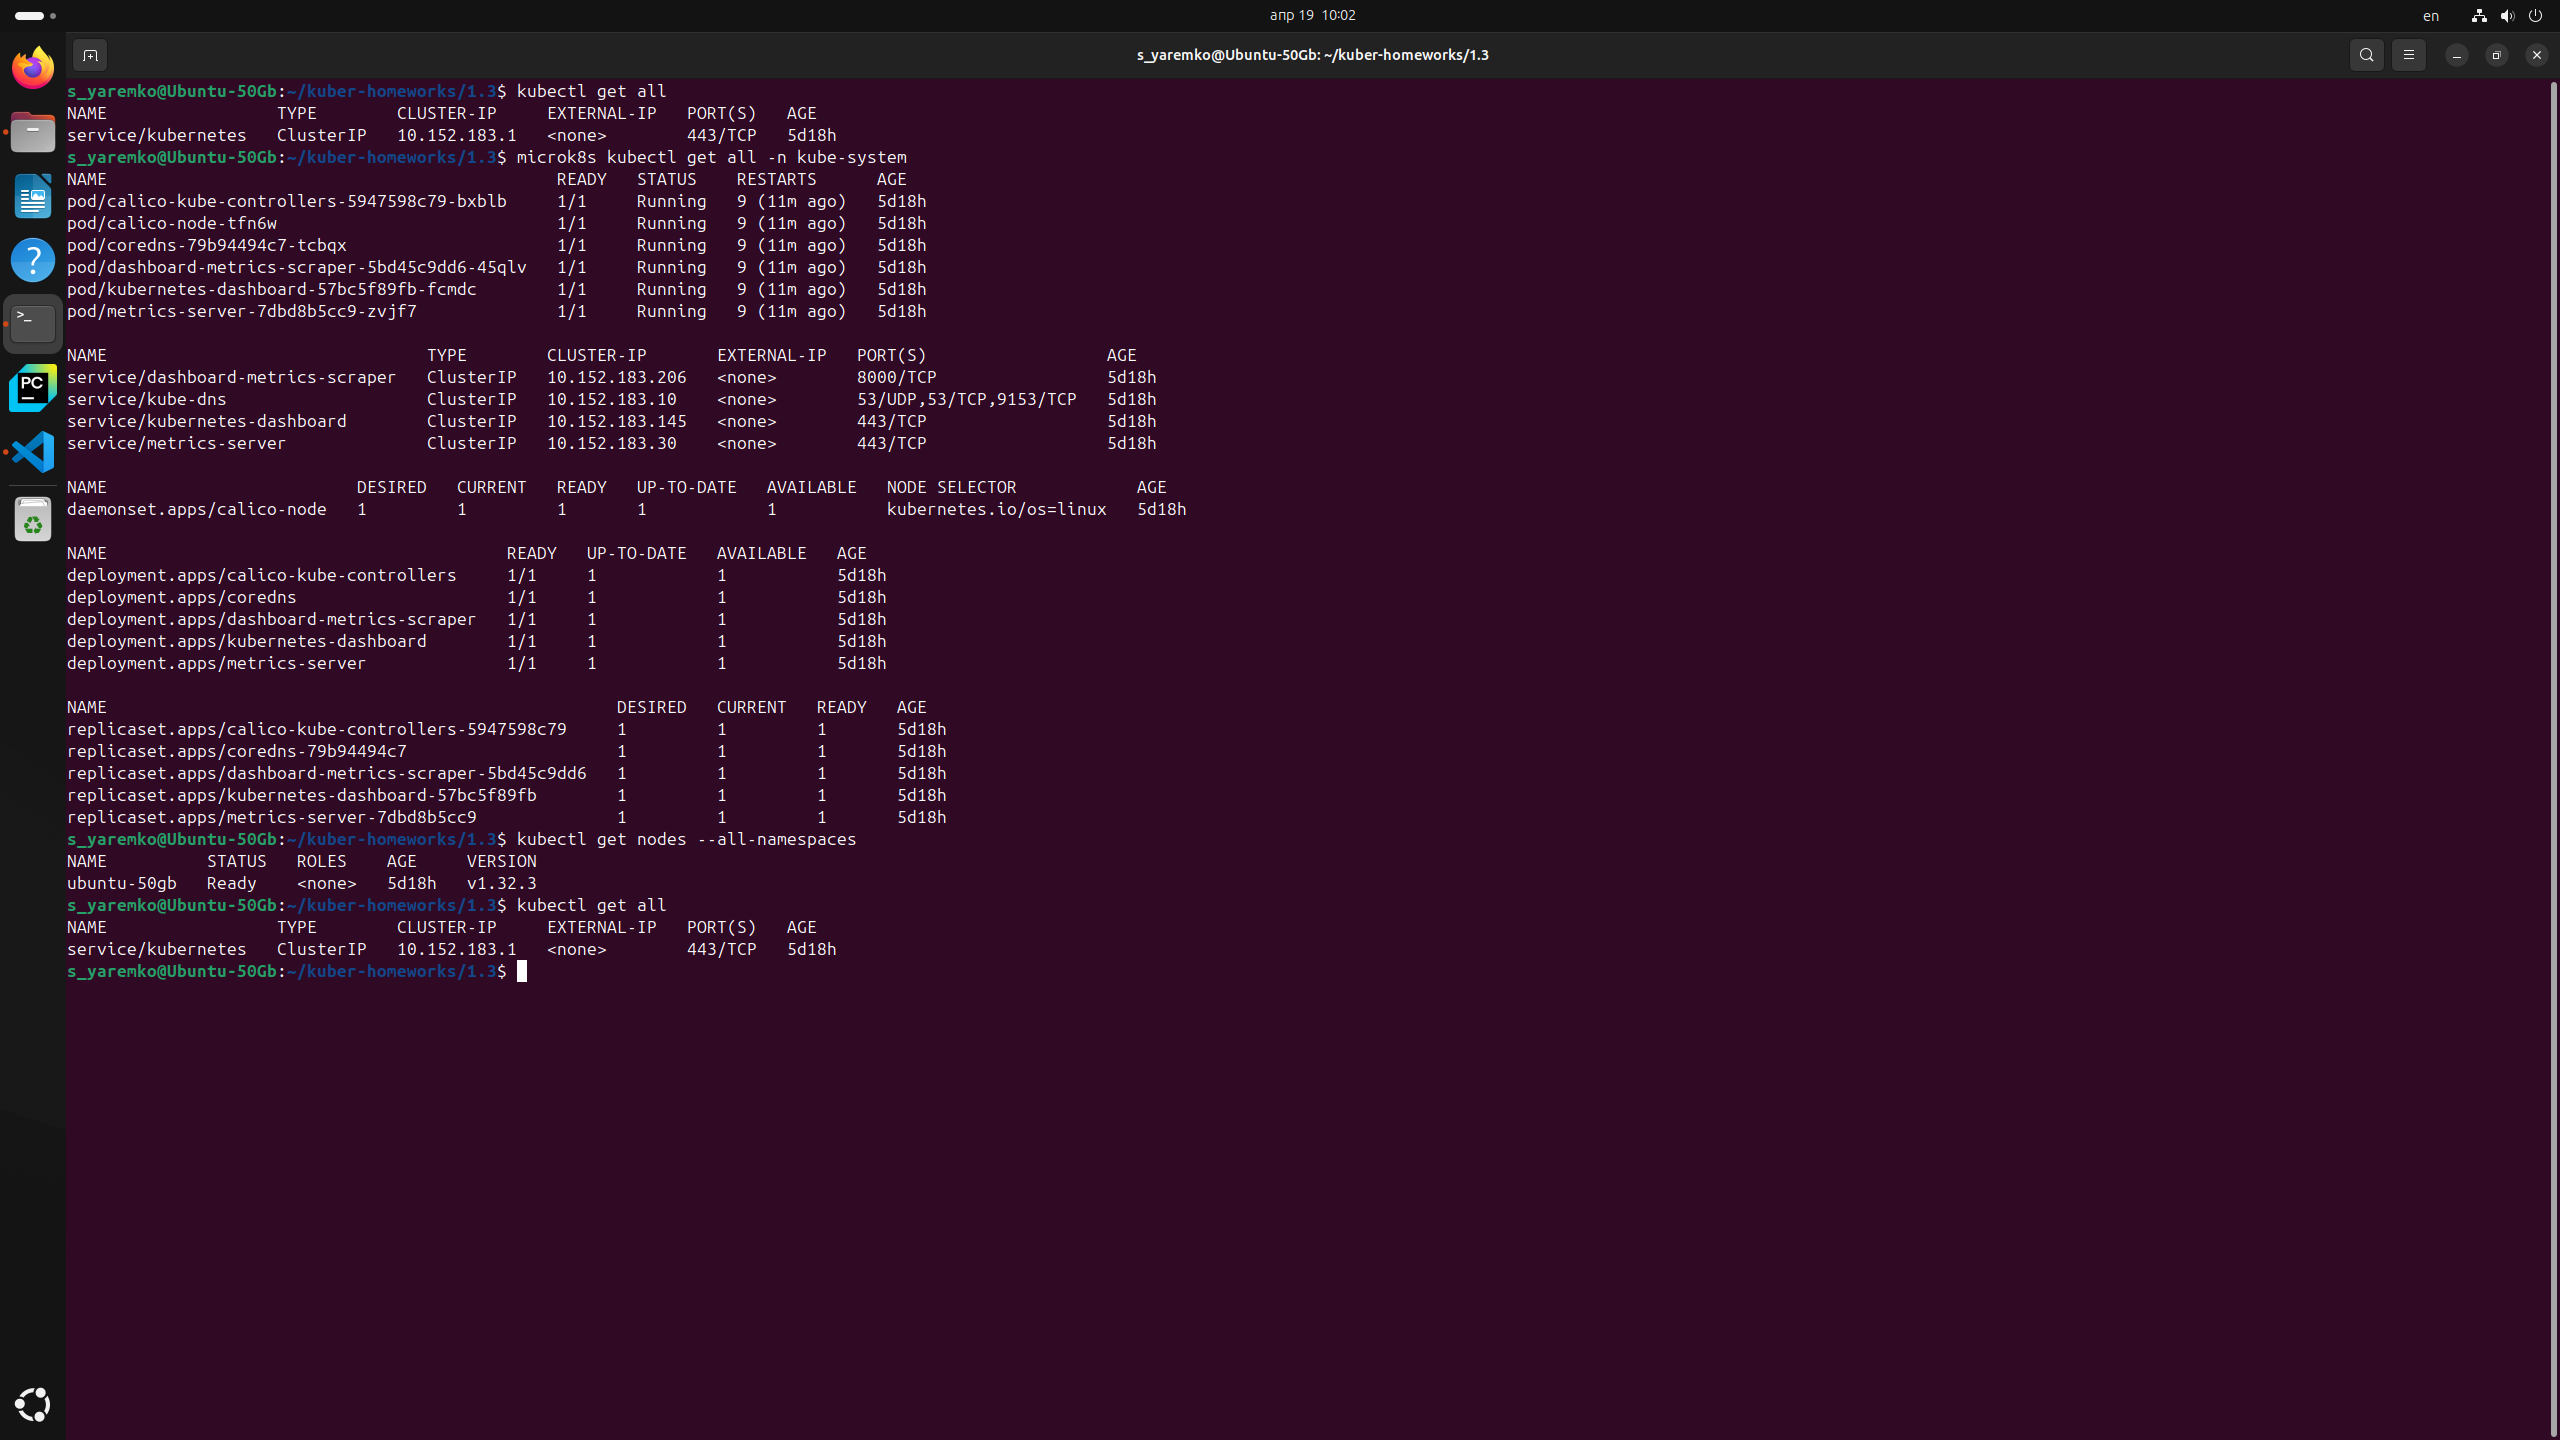 апр 19 10:02
en
s_yaremko@Ubuntu-50Gb: ~/kuber-homeworks/1.3
s_yaremko@Ubuntu-50Gb:~/kuber-homeworks/1.3$ kubectl get all
NAME TYPE CLUSTER-IP EXTERNAL-IP PORT(S) AGE
service/kubernetes ClusterIP 10.152.183.1 <none> 443/TCP 5d18h
s_yaremko@Ubuntu-50Gb:~/kuber-homeworks/1.3$ microk8s kubectl get all -n kube-system
NAME READY STATUS RESTARTS AGE
pod/calico-kube-controllers-5947598c79-bxblb 1/1 Running 9 (11m ago) 5d18h
pod/calico-node-tfn6w 1/1 Running 9 (11m ago) 5d18h
pod/coredns-79b94494c7-tcbqx 1/1 Running 9 (11m ago) 5d18h
pod/dashboard-metrics-scraper-5bd45c9dd6-45qlv 1/1 Running 9 (11m ago) 5d18h
pod/kubernetes-dashboard-57bc5f89fb-fcmdc 1/1 Running 9 (11m ago) 5d18h
pod/metrics-server-7dbd8b5cc9-zvjf7 1/1 Running 9 (11m ago) 5d18h
NAME TYPE CLUSTER-IP EXTERNAL-IP PORT(S) AGE
service/dashboard-metrics-scraper ClusterIP 10.152.183.206 <none> 8000/TCP 5d18h
service/kube-dns ClusterIP 10.152.183.10 <none> 53/UDP,53/TCP,9153/TCP 5d18h
service/kubernetes-dashboard ClusterIP 10.152.183.145 <none> 443/TCP 5d18h
service/metrics-server ClusterIP 10.152.183.30 <none> 443/TCP 5d18h
NAME DESIRED CURRENT READY UP-TO-DATE AVAILABLE NODE SELECTOR AGE
daemonset.apps/calico-node 1 1 1 1 1 kubernetes.io/os=linux 5d18h
NAME READY UP-TO-DATE AVAILABLE AGE
deployment.apps/calico-kube-controllers 1/1 1 1 5d18h
deployment.apps/coredns 1/1 1 1 5d18h
deployment.apps/dashboard-metrics-scraper 1/1 1 1 5d18h
deployment.apps/kubernetes-dashboard 1/1 1 1 5d18h
deployment.apps/metrics-server 1/1 1 1 5d18h
NAME DESIRED CURRENT READY AGE
replicaset.apps/calico-kube-controllers-5947598c79 1 1 1 5d18h
replicaset.apps/coredns-79b94494c7 1 1 1 5d18h
replicaset.apps/dashboard-metrics-scraper-5bd45c9dd6 1 1 1 5d18h
replicaset.apps/kubernetes-dashboard-57bc5f89fb 1 1 1 5d18h
replicaset.apps/metrics-server-7dbd8b5cc9 1 1 1 5d18h
s_yaremko@Ubuntu-50Gb:~/kuber-homeworks/1.3$ kubectl get nodes --all-namespaces
NAME STATUS ROLES AGE VERSION
ubuntu-50gb Ready <none> 5d18h v1.32.3
s_yaremko@Ubuntu-50Gb:~/kuber-homeworks/1.3$ kubectl get all
NAME TYPE CLUSTER-IP EXTERNAL-IP PORT(S) AGE
service/kubernetes ClusterIP 10.152.183.1 <none> 443/TCP 5d18h
s_yaremko@Ubuntu-50Gb:~/kuber-homeworks/1.3$
PC